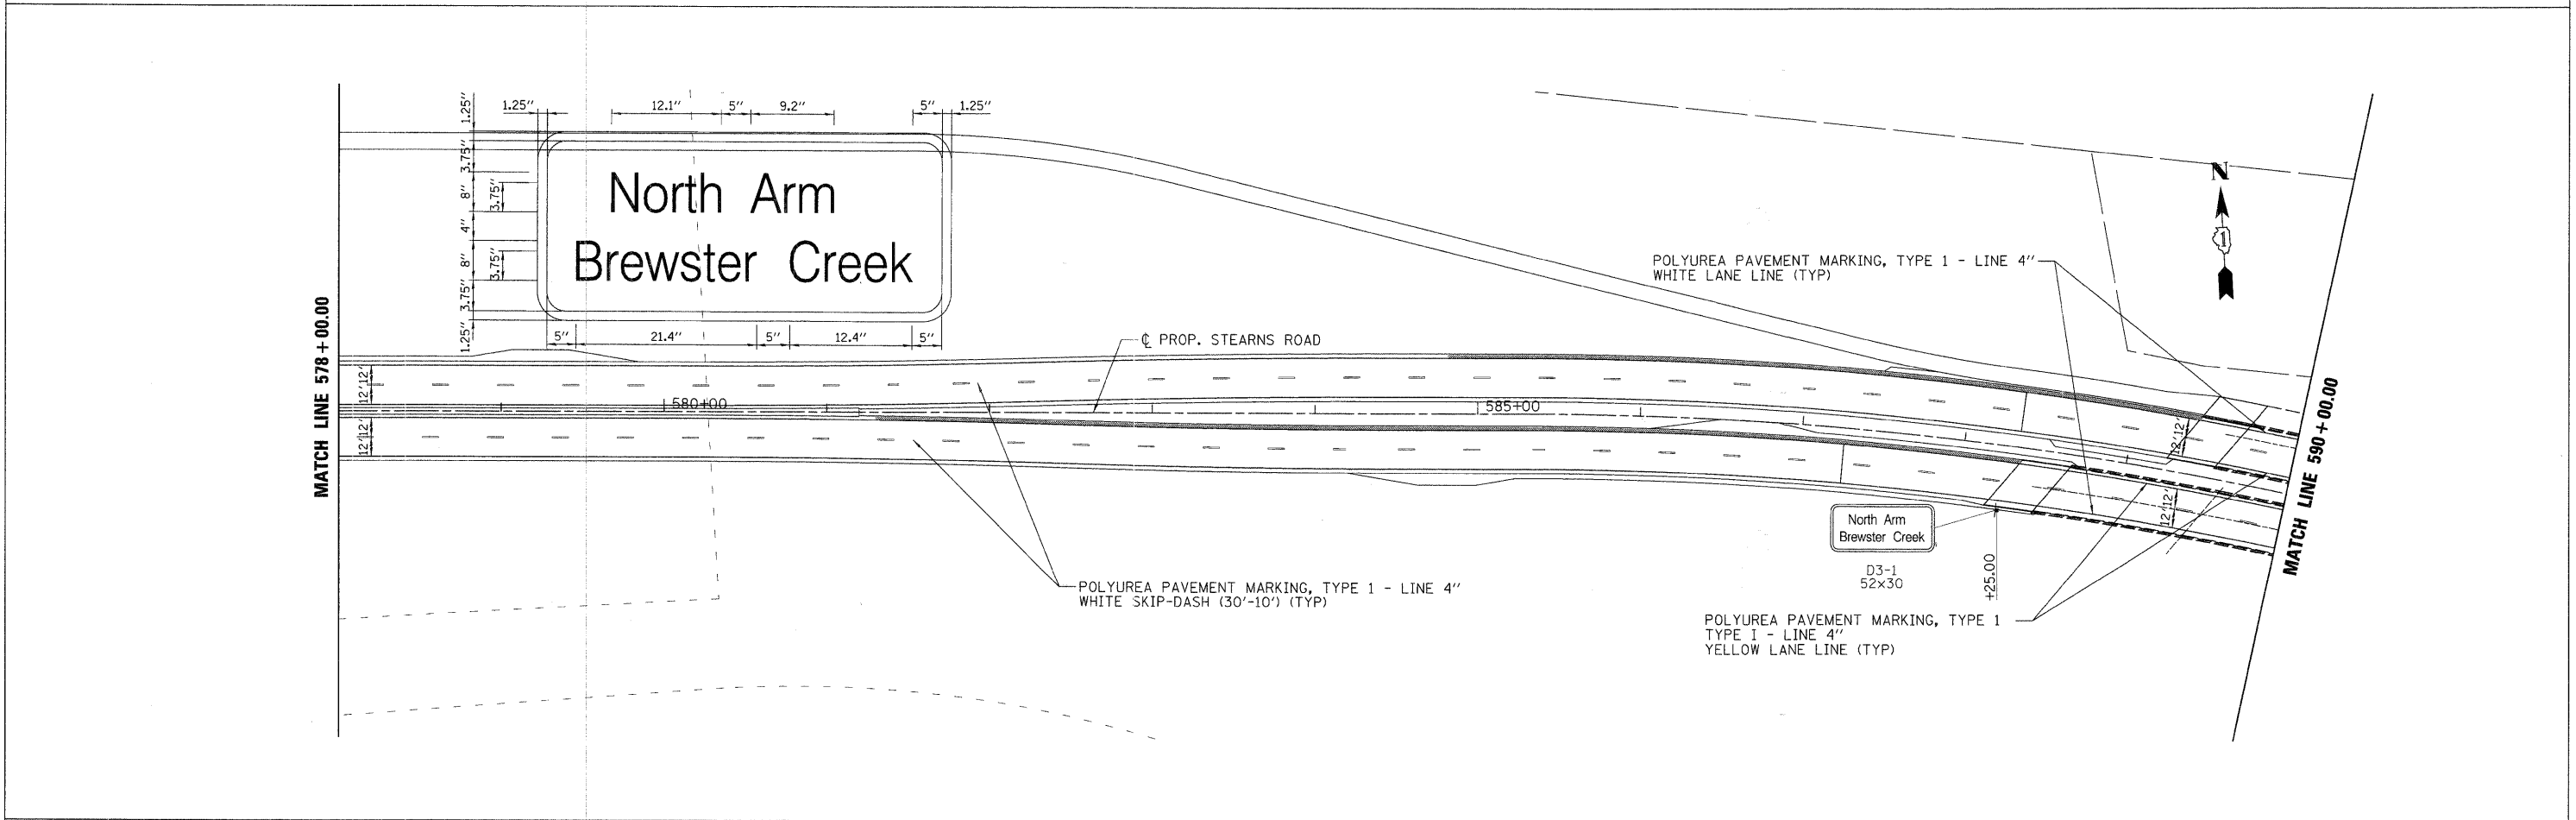 1.25"
12.1"
5"
9.2"
5"
1.25"
1.25"
3.75"
8"
3.75"
4"
8"
3.75"
3.75"
1.25"
North Arm
Brewster Creek
5"
21.4"
5"
12.4"
5"
MATCH LINE 578+00.00
℄ PROP. STEARNS ROAD
N
1
POLYUREA PAVEMENT MARKING, TYPE 1 - LINE 4"
WHITE LANE LINE (TYP)
12'
12'
580+00
585+00
12'
12'
12'
12'
12'
12'
MATCH LINE 590+00.00
North Arm
Brewster Creek
D3-1
52x30
+25.00
POLYUREA PAVEMENT MARKING, TYPE 1 - LINE 4"
WHITE SKIP-DASH (30'-10') (TYP)
POLYUREA PAVEMENT MARKING, TYPE 1
TYPE I - LINE 4"
YELLOW LANE LINE (TYP)